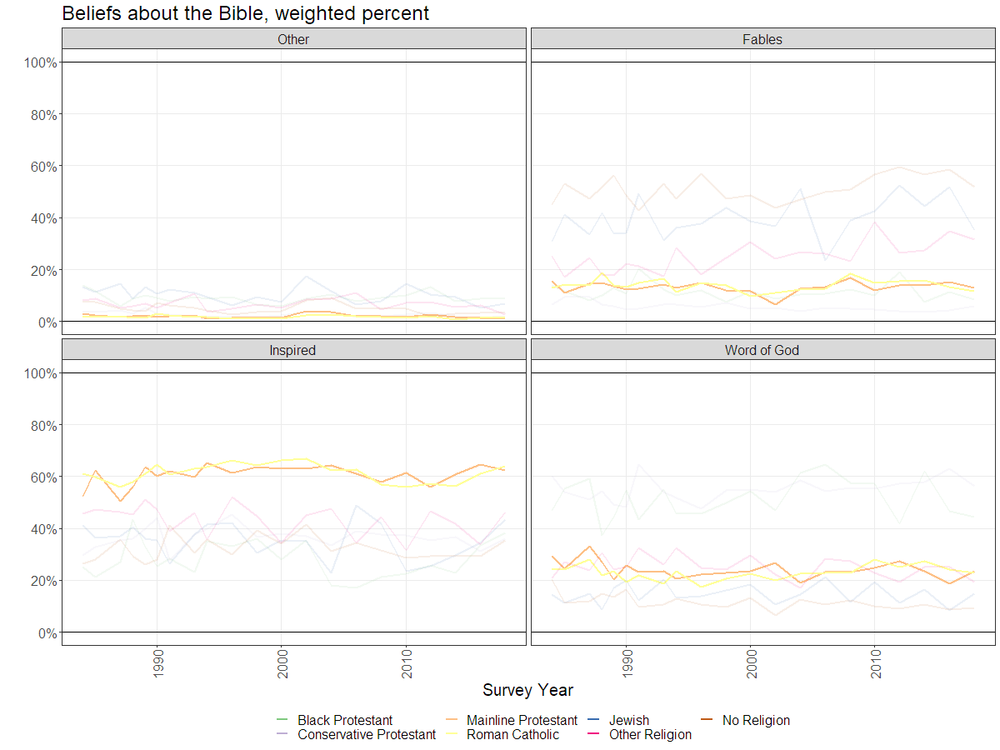 Beliefs about the Bible, weighted percent
Other
Fables
100%
80%
60%
40%
20%
0%
Inspired
Word of God
100%
80%
60%
40%
20%
0%
1990
2000
2010
1990
2000
2010
Survey Year
Black Protestant
Mainline Protestant
Jewish
No Religion
Conservative Protestant
Roman Catholic
Other Religion